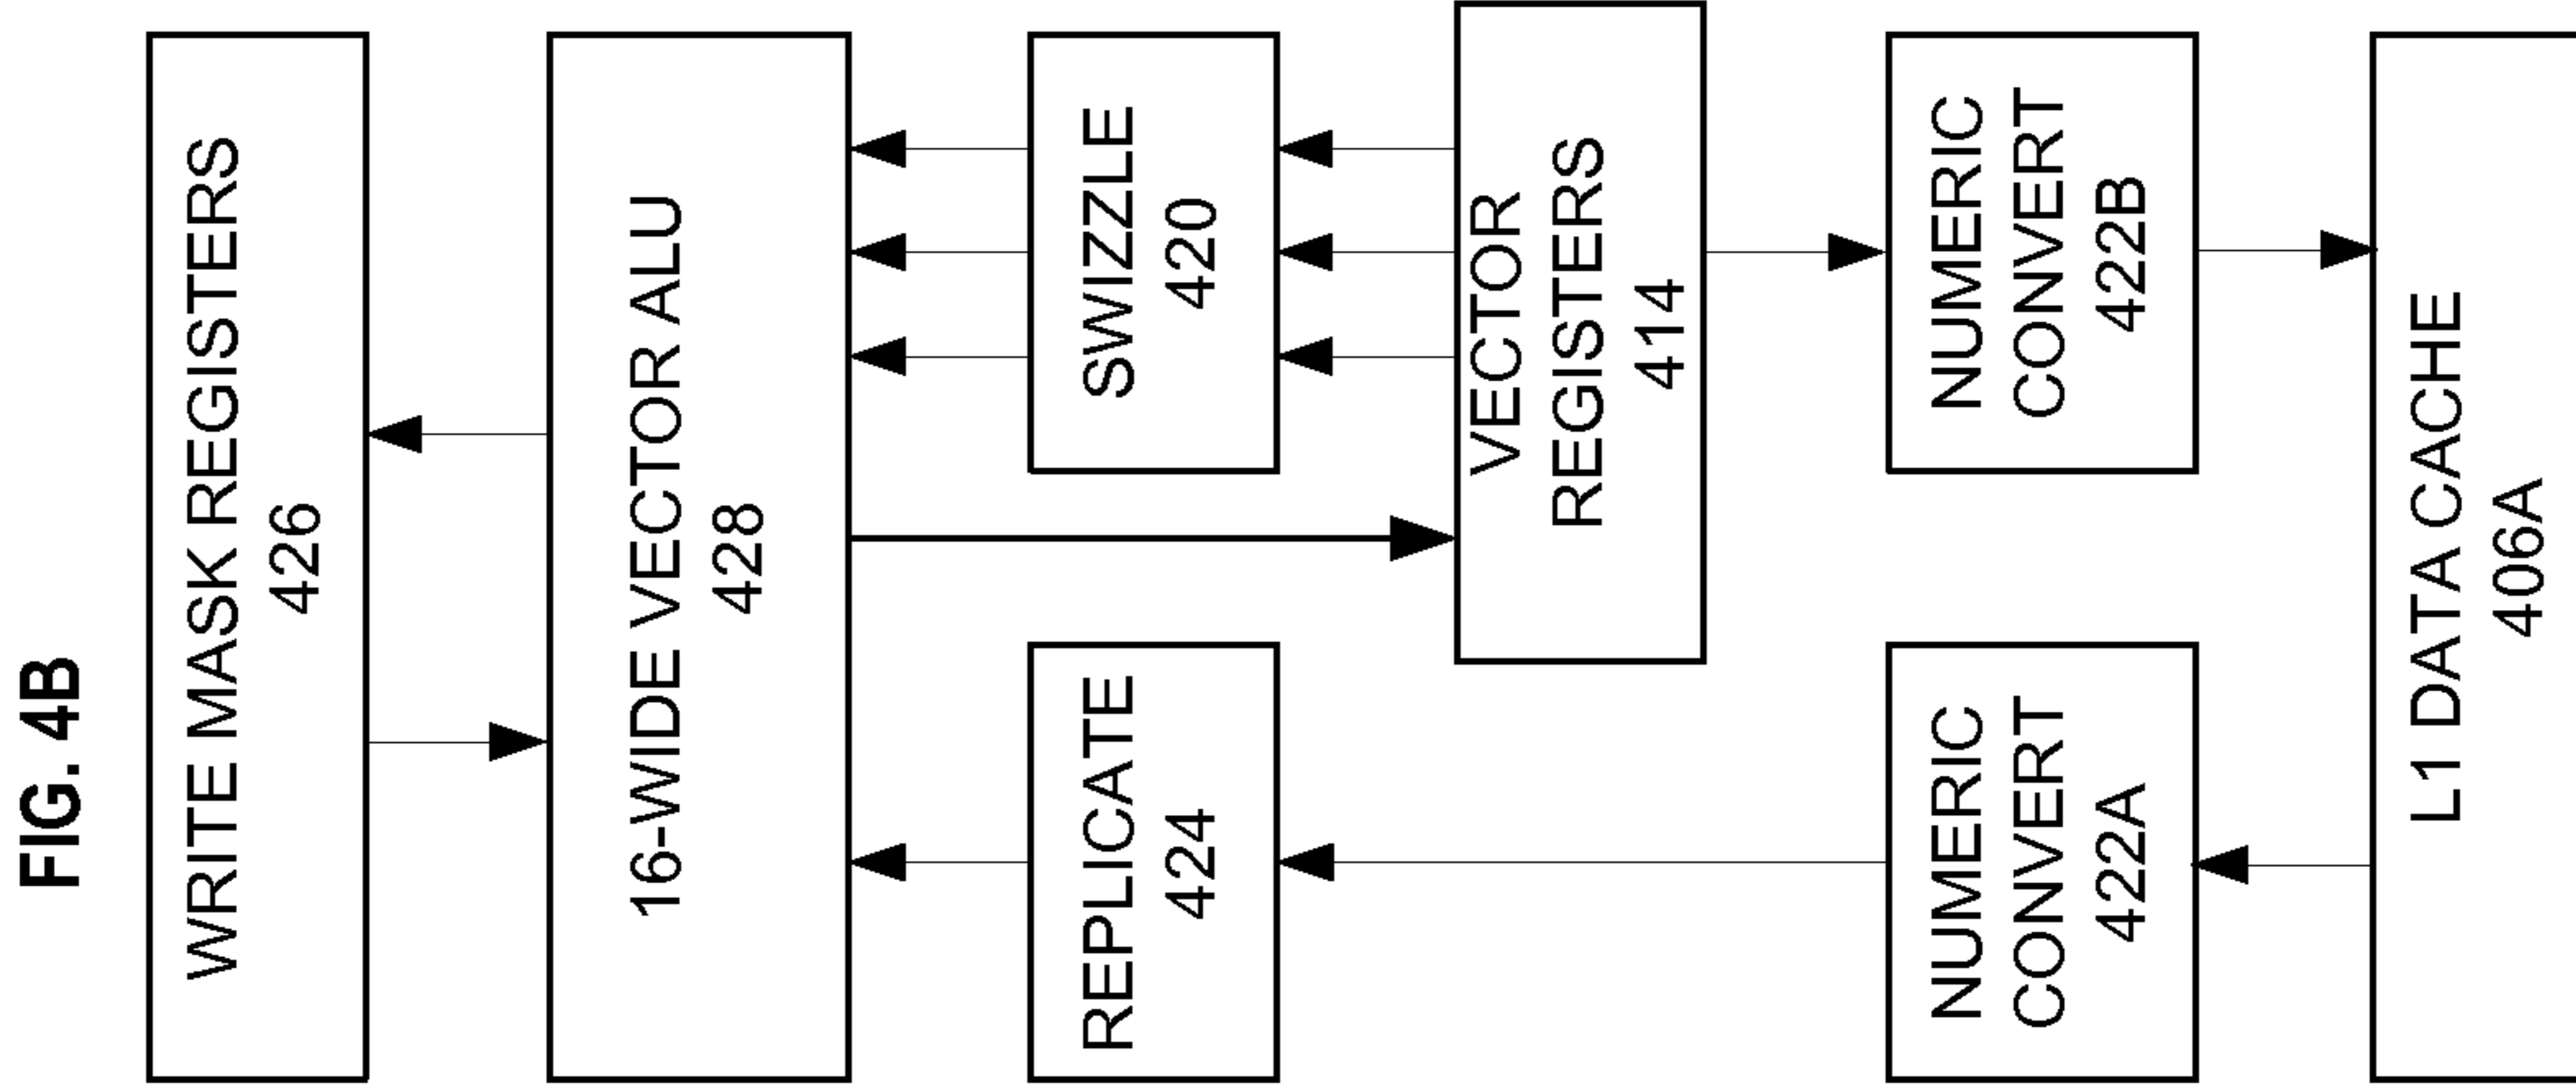 FIG. 4B
WRITE MASK REGISTERS
426
16-WIDE VECTOR ALU
428
REPLICATE
424
SWIZZLE
420
VECTOR
REGISTERS
414
NUMERIC
CONVERT
422A
NUMERIC
CONVERT
422B
L1 DATA CACHE
406A